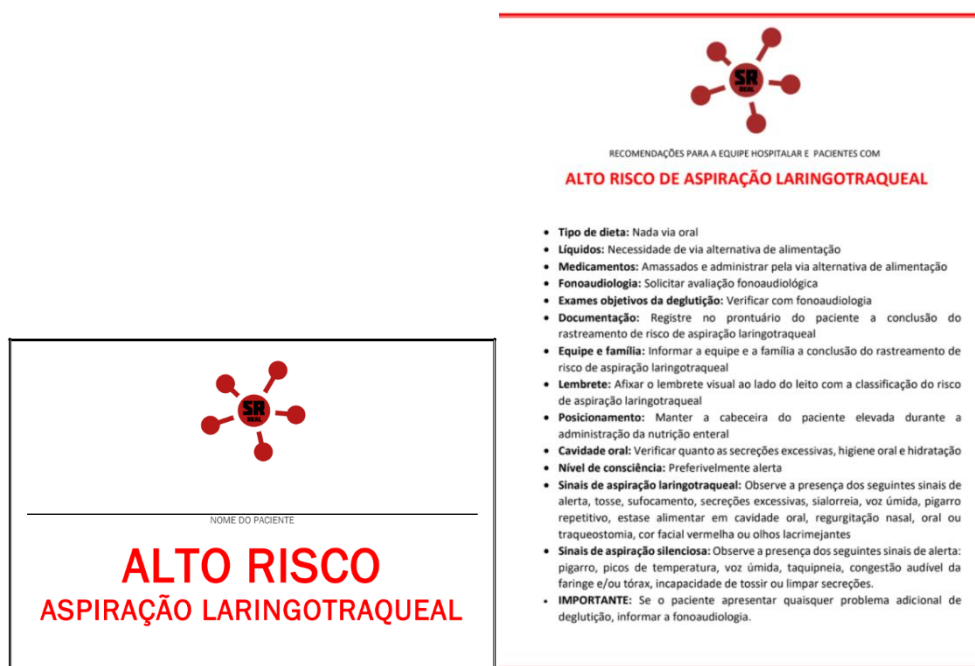 SR
REAL
NOME DO PACIENTE
ALTO RISCO
ASPIRAÇÃO LARINGOTRAQUEAL
SR
REAL
RECOMENDAÇÕES PARA A EQUIPE HOSPITALAR E PACIENTES COM
ALTO RISCO DE ASPIRAÇÃO LARINGOTRAQUEAL
• Tipo de dieta: Nada via oral
• Líquidos: Necessidade de via alternativa de alimentação
• Medicamentos: Amassados e administrar pela via alternativa de alimentação
• Fonoaudiologia: Solicitar avaliação fonoaudiológica
• Exames objetivos da deglutição: Verificar com fonoaudiologia
• Documentação: Registre no prontuário do paciente a conclusão do
rastreamento de risco de aspiração laringotraqueal
• Equipe e família: Informar a equipe e a família a conclusão do rastreamento de
risco de aspiração laringotraqueal
• Lembrete: Afixar o lembrete visual ao lado do leito com a classificação do risco
de aspiração laringotraqueal
• Posicionamento: Manter a cabeceira do paciente elevada durante a
administração da nutrição enteral
• Cavidade oral: Verificar quanto as secreções excessivas, higiene oral e hidratação
• Nível de consciência: Preferivelmente alerta
• Sinais de aspiração laringotraqueal: Observe a presença dos seguintes sinais de
alerta, tosse, sufocamento, secreções excessivas, sialorreia, voz úmida, pigarro
repetitivo, estase alimentar em cavidade oral, regurgitação nasal, oral ou
traqueostomia, cor facial vermelha ou olhos lacrimejantes
• Sinais de aspiração silenciosa: Observe a presença dos seguintes sinais de alerta:
pigarro, picos de temperatura, voz úmida, taquipneia, congestão audível da
faringe e/ou tórax, incapacidade de tossir ou limpar secreções.
• IMPORTANTE: Se o paciente apresentar quaisquer problema adicional de
deglutição, informar a fonoaudiologia.